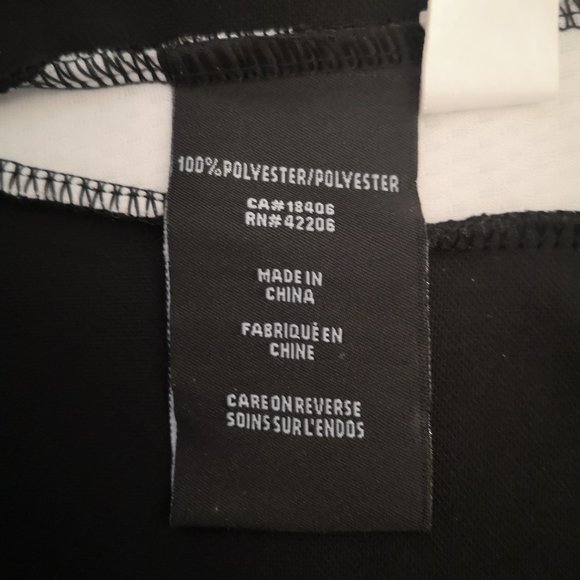 100%POLYESTER/POLYESTER
CA#18406
RN#42206
MADE IN
CHINA
FABRIQUÉ EN
CHINE
CARE ON REVERSE
SOINS SUR L'ENDOS